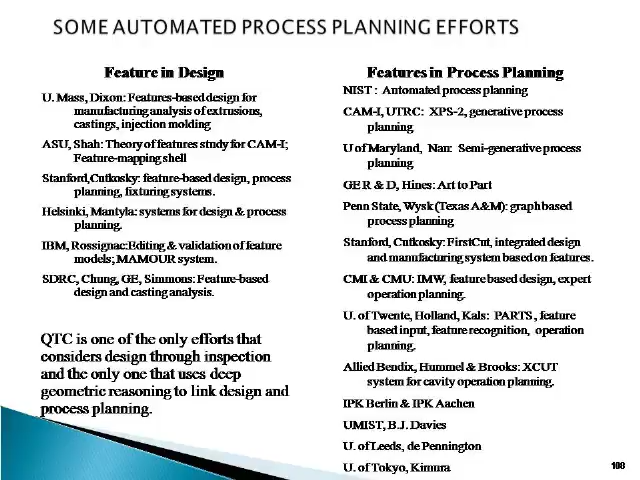 SOME AUTOMATED PROCESS PLANNING EFFORTS
Feature in Design
U. Mass, Dixon: Features-based design for
manufacturing analysis of extrusions,
castings, injection molding
ASU, Shah: Theory of features study for CAM-I;
Feature-mapping shell
Stanford,Cutkosky: feature-based design, process
planning, fixturing systems.
Helsinki, Mantyla: systems for design & process
planning.
IBM, Rossignac:Editing & validation of feature
models; MAMOUR system.
SDRC, Chung, GE, Simmons: Feature-based
design and casting analysis.
QTC is one of the only efforts that
considers design through inspection
and the only one that uses deep
geometric reasoning to link design and
process planning.
Features in Process Planning
NIST : Automated process planning
CAM-I, UTRC: XPS-2, generative process
planning
U of Maryland, Nau: Semi-generative process
planning
GE R & D, Hines: Art to Part
Penn State, Wysk (Texas A&M): graph based
process planning
Stanford, Cutkosky: FirstCut, integrated design
and manufacturing system based on features.
CMI & CMU: IMW, feature based design, expert
operation planning.
U. of Twente, Holland, Kals: PARTS , feature
based input, feature recognition, operation
planning.
Allied Bendix, Hummel & Brooks: XCUT
system for cavity operation planning.
IPK Berlin & IPK Aachen
UMIST, B.J. Davies
U. of Leeds, de Pennington
U. of Tokyo, Kimura
108